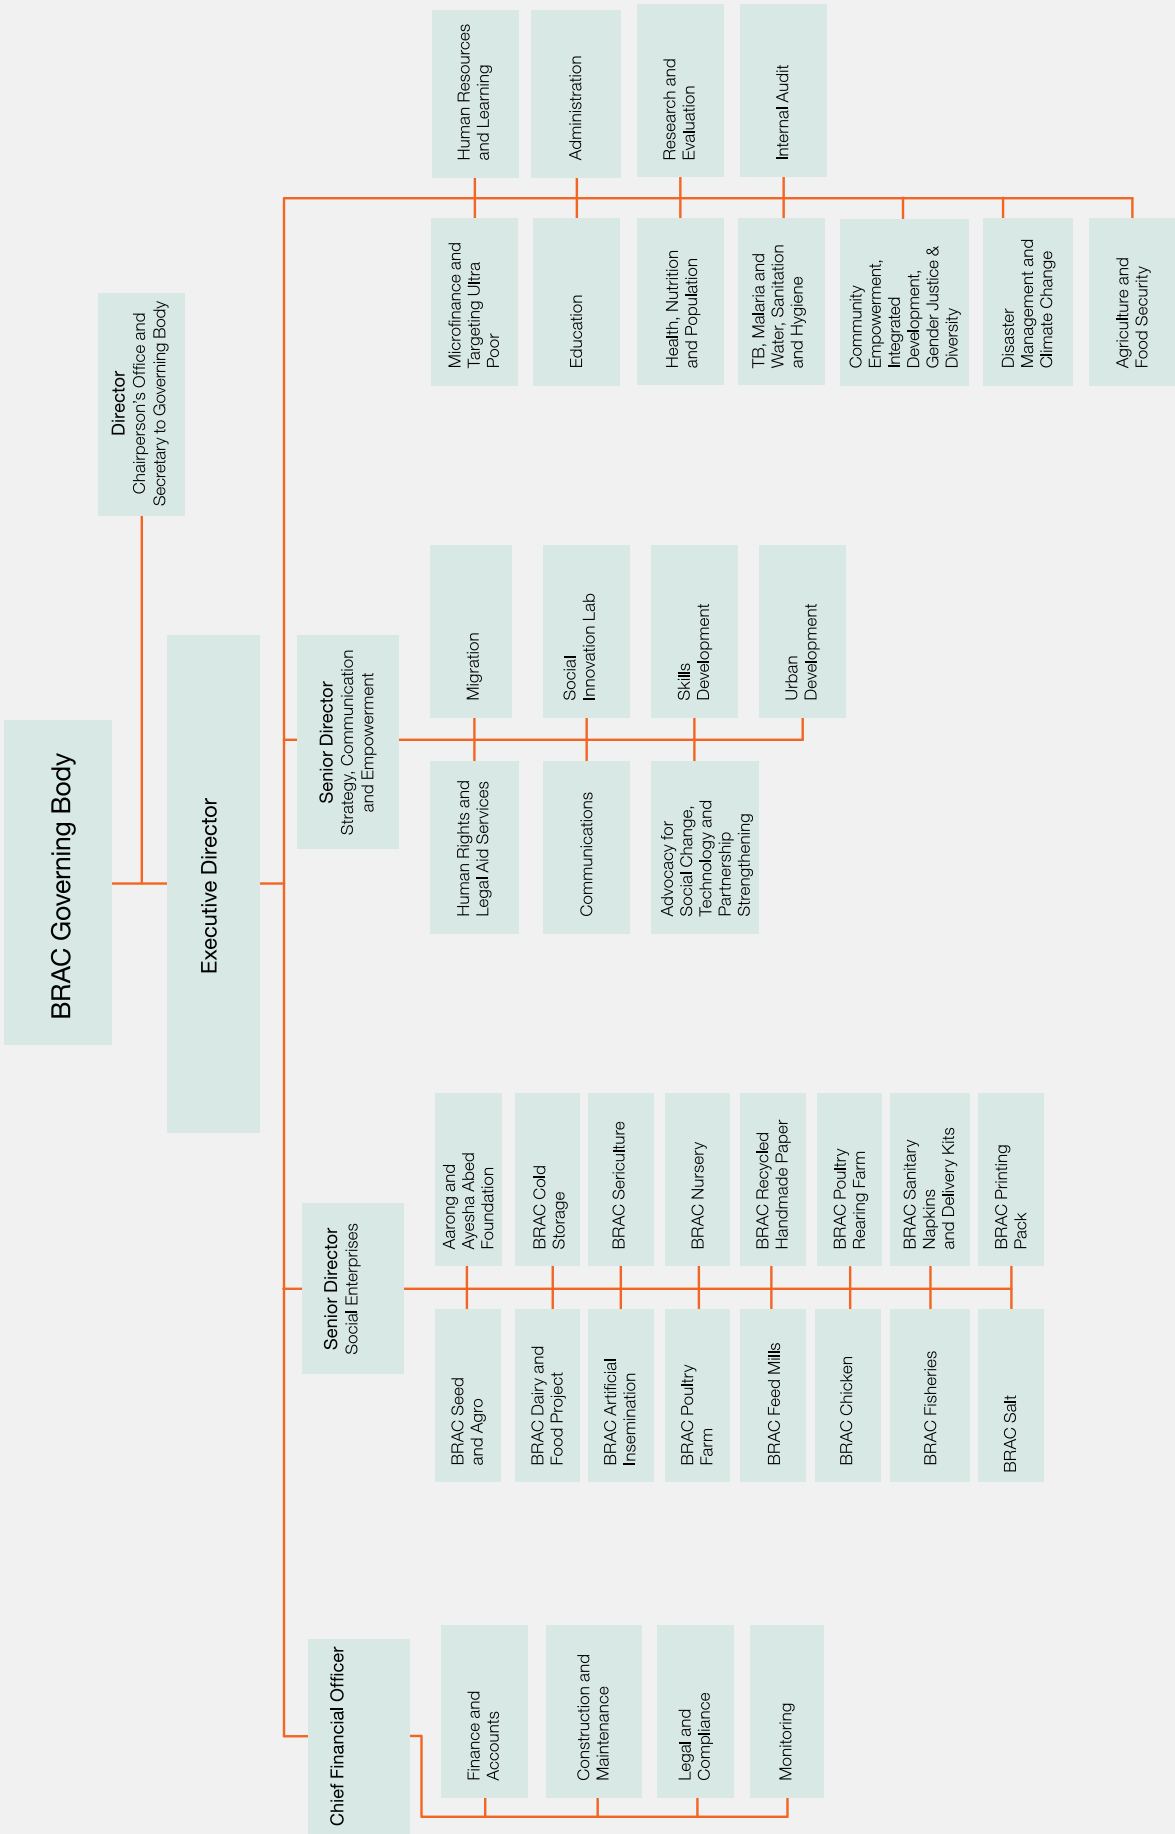 BRAC Governing Body
Director
Chairperson's Office and
Secretary to Governing Body
Executive Director
Chief Financial Officer
Finance and
Accounts
Construction and
Maintenance
Legal and
Compliance
Monitoring
Senior Director
Social Enterprises
BRAC Seed
and Agro
Aarong and
Ayesha Abed
Foundation
BRAC Dairy and
Food Project
BRAC Cold
Storage
BRAC Artificial
Insemination
BRAC Sericulture
BRAC Poultry
Farm
BRAC Nursery
BRAC Feed Mills
BRAC Recycled
Handmade Paper
BRAC Chicken
BRAC Poultry
Rearing Farm
BRAC Fisheries
BRAC Sanitary
Napkins
and Delivery Kits
BRAC Salt
BRAC Printing
Pack
Senior Director
Strategy, Communication
and Empowerment
Human Rights and
Legal Aid Services
Migration
Communications
Social
Innovation Lab
Advocacy for
Social Change,
Technology and
Partnership
Strengthening
Skills
Development
Urban
Development
Microfinance and
Targeting Ultra
Poor
Human Resources
and Learning
Education
Administration
Health, Nutrition
and Population
Research and
Evaluation
TB, Malaria and
Water, Sanitation
and Hygiene
Internal Audit
Community
Empowerment,
Integrated
Development,
Gender Justice &
Diversity
Disaster
Management and
Climate Change
Agriculture and
Food Security